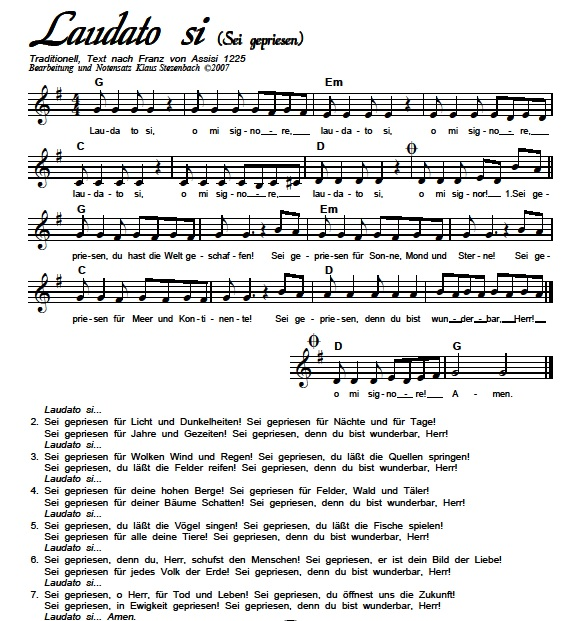 Laudato si (Sei gepriesen)
Traditionell, Text nach Franz von Assisi 1225
Bearbeitung und Notensatz Klaus Stezenbach ©2007
G Em
Lau-da-to si, o mi sig-no-re, lau-da-to si, o mi sig-no-re,
C D
lau-da-to si, o mi sig-no-re, lau-da-to si, o mi sig-nor! 1.Sei ge-
G Em
prie-sen, du hast die Welt ge-schaf-fen! Sei ge-prie-sen für Son-ne, Mond und Ster-ne! Sei ge-
C D
prie-sen für Meer und Kon-ti-nen-te! Sei ge-prie-sen, denn du bist wun-der-bar, Herr!
D G
o mi sig-no-re! A-men.
Laudato si...
2. Sei gepriesen für Licht und Dunkelheiten! Sei gepriesen für Nächte und für Tage!
Sei gepriesen für Jahre und Gezeiten! Sei gepriesen, denn du bist wunderbar, Herr!
Laudato si...
3. Sei gepriesen für Wolken Wind und Regen! Sei gepriesen, du läßt die Quellen springen!
Sei gepriesen, du läßt die Felder reifen! Sei gepriesen, denn du bist wunderbar, Herr!
Laudato si...
4. Sei gepriesen für deine hohen Berge! Sei gepriesen für Felder, Wald und Täler!
Sei gepriesen für deiner Bäume Schatten! Sei gepriesen, denn du bist wunderbar, Herr!
Laudato si...
5. Sei gepriesen, du läßt die Vögel singen! Sei gepriesen, du läßt die Fische spielen!
Sei gepriesen für alle deine Tiere! Sei gepriesen, denn du bist wunderbar, Herr!
Laudato si...
6. Sei gepriesen, denn du, Herr, schufst den Menschen! Sei gepriesen, er ist dein Bild der Liebe!
Sei gepriesen für jedes Volk der Erde! Sei gepriesen, denn du bist wunderbar, Herr!
Laudato si...
7. Sei gepriesen, o Herr, für Tod und Leben! Sei gepriesen, du öffnest uns die Zukunft!
Sei gepriesen, in Ewigkeit gepriesen! Sei gepriesen, denn du bist wunderbar, Herr!
Laudato si... Amen.